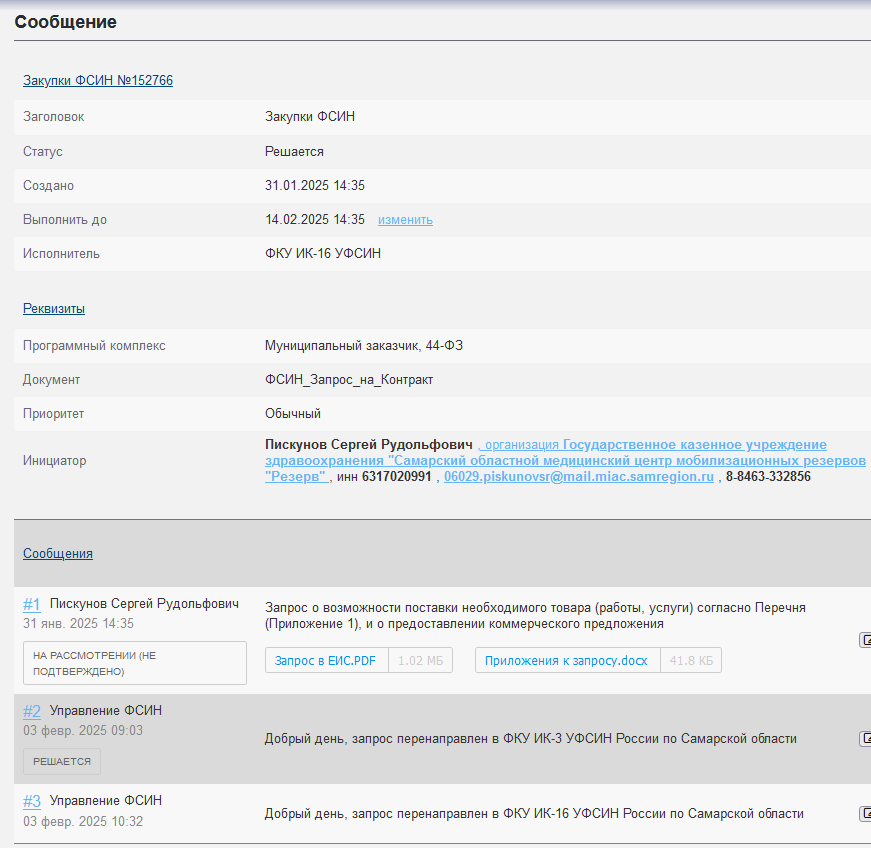 Сообщение
Закупки ФСИН №152766
Заголовок Закупки ФСИН
Статус Решается
Создано 31.01.2025 14:35
Выполнить до 14.02.2025 14:35 изменить
Исполнитель ФКУ ИК-16 УФСИН
Реквизиты
Программный комплекс Муниципальный заказчик, 44-ФЗ
Документ ФСИН_Запрос_на_Контракт
Приоритет Обычный
Инициатор
Пискунов Сергей Рудольфович , организация Государственное казенное учреждение
здравоохранения "Самарский областной медицинский центр мобилизационных резервов
"Резерв" , инн 6317020991 , 06029.piskunovsr@mail.miac.samregion.ru , 8-8463-332856
Сообщения
#1 Пискунов Сергей Рудольфович
31 янв. 2025 14:35
НА РАССМОТРЕНИИ (НЕ
ПОДТВЕРЖДЕНО)
Запрос о возможности поставки необходимого товара (работы, услуги) согласно Перечня
(Приложение 1), и о предоставлении коммерческого предложения
Запрос в ЕИС.PDF 1.02 МБ Приложения к запросу.docx 41.8 КБ
#2 Управление ФСИН
03 февр. 2025 09:03
РЕШАЕТСЯ
Добрый день, запрос перенаправлен в ФКУ ИК-3 УФСИН России по Самарской области
#3 Управление ФСИН
03 февр. 2025 10:32
Добрый день, запрос перенаправлен в ФКУ ИК-16 УФСИН России по Самарской области